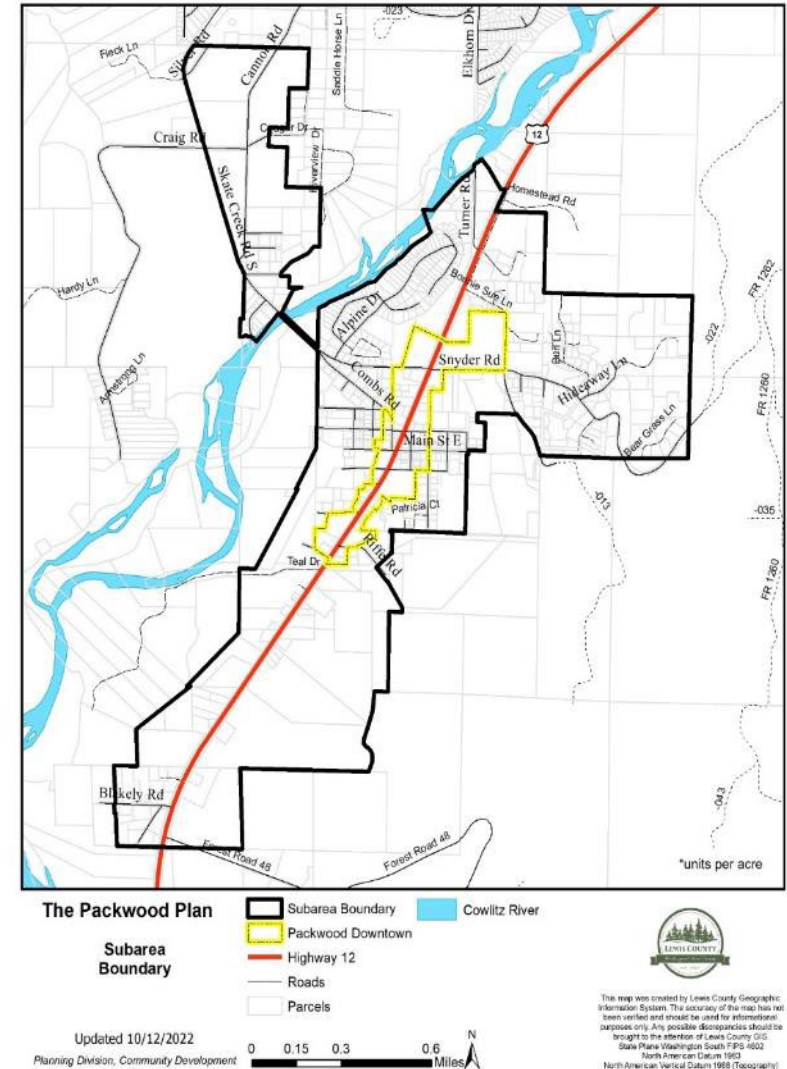 -023
Fleck Ln
Silver Rd
Cannon Rd
Saddle Horse Ln
Elkhorn Dr
12
Craig Rd
Cougar Dr
Riverview Dr
Skate Creek Rd S
Turner Rd
Homestead Rd
Hardy Ln
Bonnie Sue Ln
FR 1262
-022
Alpine Dr
Snyder Rd
Burl Ln
Hideaway Ln
Armstrong Ln
Combs Rd
FR 1260
Main St E
Bear Grass Ln
-013
Patricia Ct
-035
Teal Dr
Riffe Rd
FR 1260
Blakely Rd
-043
Forest Road 48
Forest Road 48
*units per acre
The Packwood Plan
Subarea
Boundary
Subarea Boundary
Cowlitz River
Packwood Downtown
Highway 12
Roads
Parcels
LEWIS COUNTY
This map was created by Lewis County Geographic
Information System. The accuracy of the map has not
been verified and should be used for informational
purposes only. Any possible discrepancies should be
brought to the attention of Lewis County GIS.
State Plane Washington South FIPS 4602
North American Datum 1983
North American Vertical Datum 1988 (Topography)
Updated 10/12/2022
Planning Division, Community Development
0 0.15 0.3 0.6
Miles
N